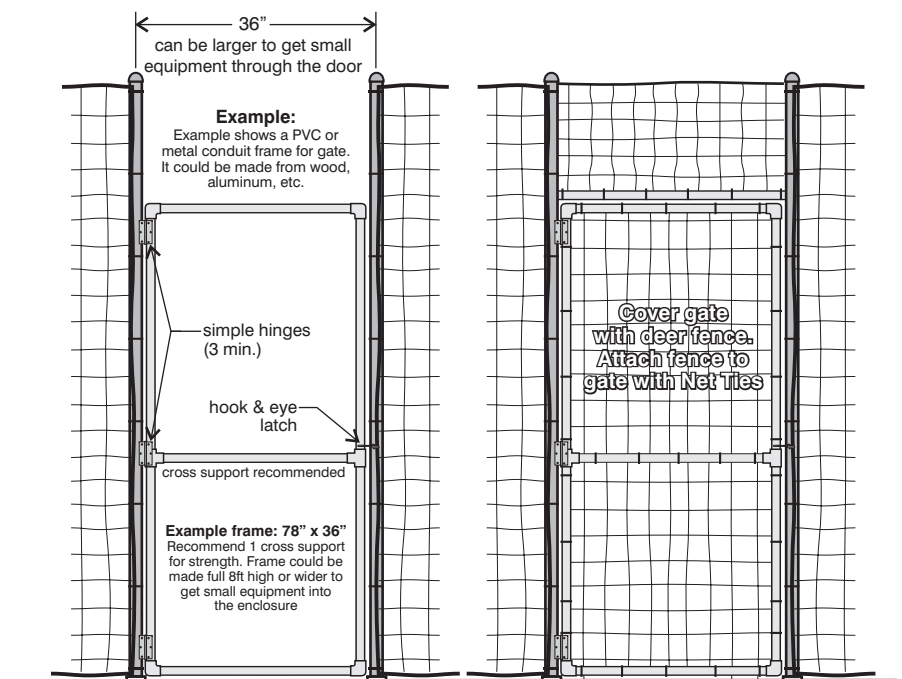 36”
can be larger to get small
equipment through the door
Example:
Example shows a PVC or
metal conduit frame for gate.
It could be made from wood,
aluminum, etc.
simple hinges
(3 min.)
hook & eye
latch
cross support recommended
Example frame: 78” x 36”
Recommend 1 cross support
for strength. Frame could be
made full 8ft high or wider to
get small equipment into
the enclosure
Cover gate
with deer fence.
Attach fence to
gate with Net Ties